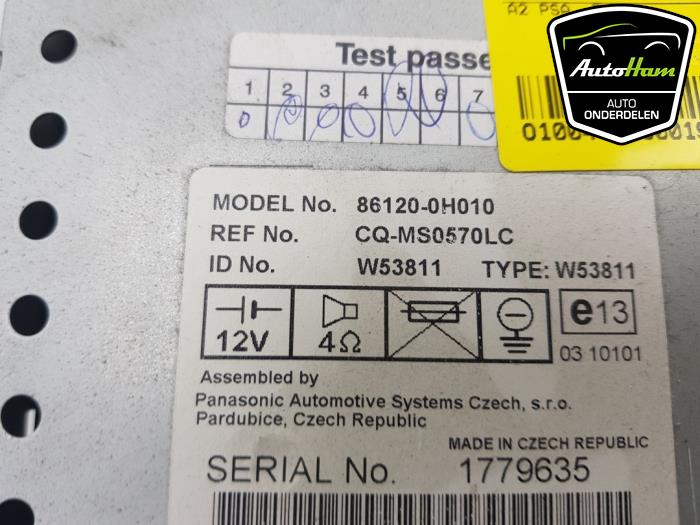 A2 PSA
AutoHam
AUTO
ONDERDELEN
Test passe
1 2 3 4 5 6 7
MODEL No. 86120-0H010
REF No. CQ-MS0570LC
ID No. W53811 TYPE: W53811
12V 4Ω e13
03 10101
Assembled by
Panasonic Automotive Systems Czech, s.r.o.
Pardubice, Czech Republic
MADE IN CZECH REPUBLIC
SERIAL No. 1779635